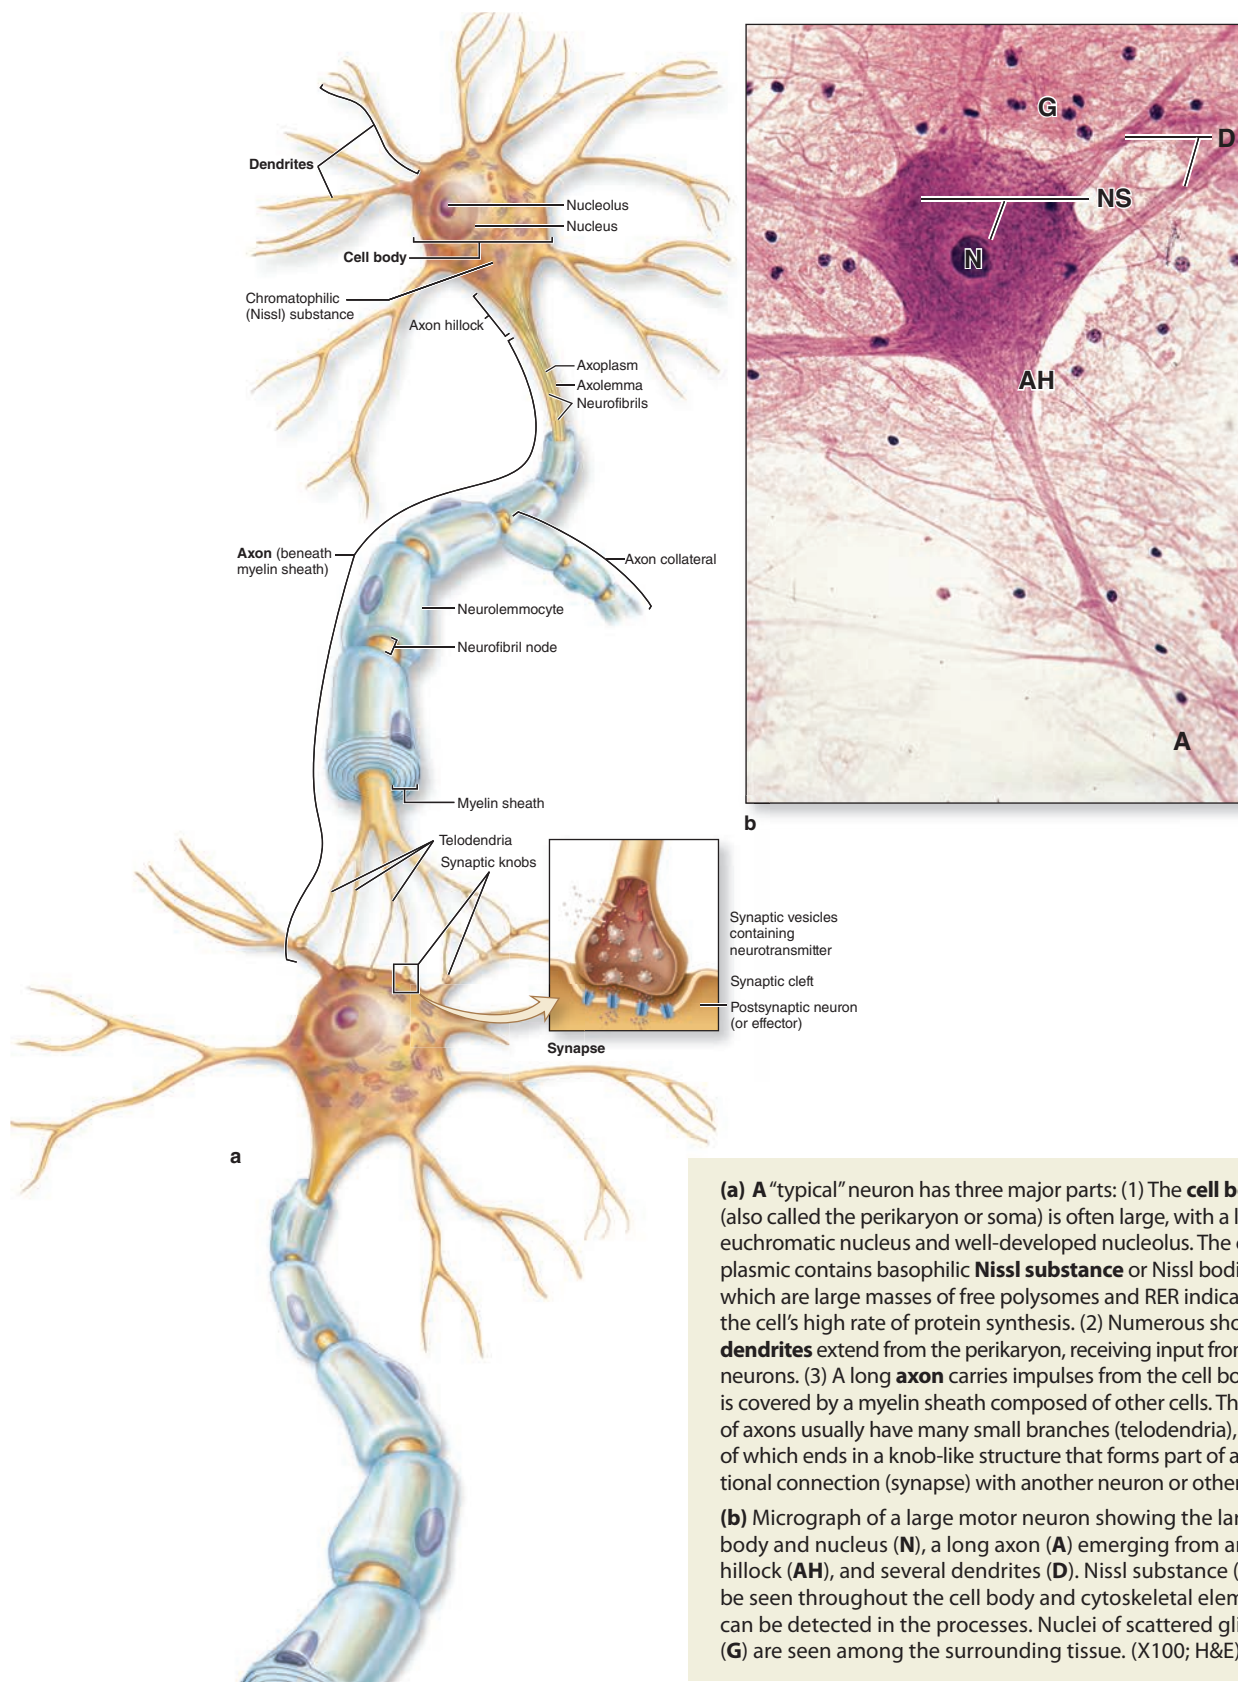 Dendrites
Nucleolus
Nucleus
Cell body
Chromatophilic
(Nissl) substance
Axon hillock
Axoplasm
Axolemma
Neurofibrils
Axon (beneath
myelin sheath)
Axon collateral
Neurolemmocyte
Neurofibril node
Myelin sheath
Telodendria
Synaptic knobs
Synaptic vesicles
containing
neurotransmitter
Synaptic cleft
Postsynaptic neuron
(or effector)
Synapse
a
G
D
NS
N
AH
A
b
(a) A "typical" neuron has three major parts: (1) The cell b
(also called the perikaryon or soma) is often large, with a l
euchromatic nucleus and well-developed nucleolus. The
plasmic contains basophilic Nissl substance or Nissl bodi
which are large masses of free polysomes and RER indica
the cell's high rate of protein synthesis. (2) Numerous sho
dendrites extend from the perikaryon, receiving input from
neurons. (3) A long axon carries impulses from the cell bo
is covered by a myelin sheath composed of other cells. Th
of axons usually have many small branches (telodendria),
of which ends in a knob-like structure that forms part of a
tional connection (synapse) with another neuron or other
(b) Micrograph of a large motor neuron showing the lar
body and nucleus (N), a long axon (A) emerging from ar
hillock (AH), and several dendrites (D). Nissl substance (
be seen throughout the cell body and cytoskeletal elem
can be detected in the processes. Nuclei of scattered gli
(G) are seen among the surrounding tissue. (X100; H&E)